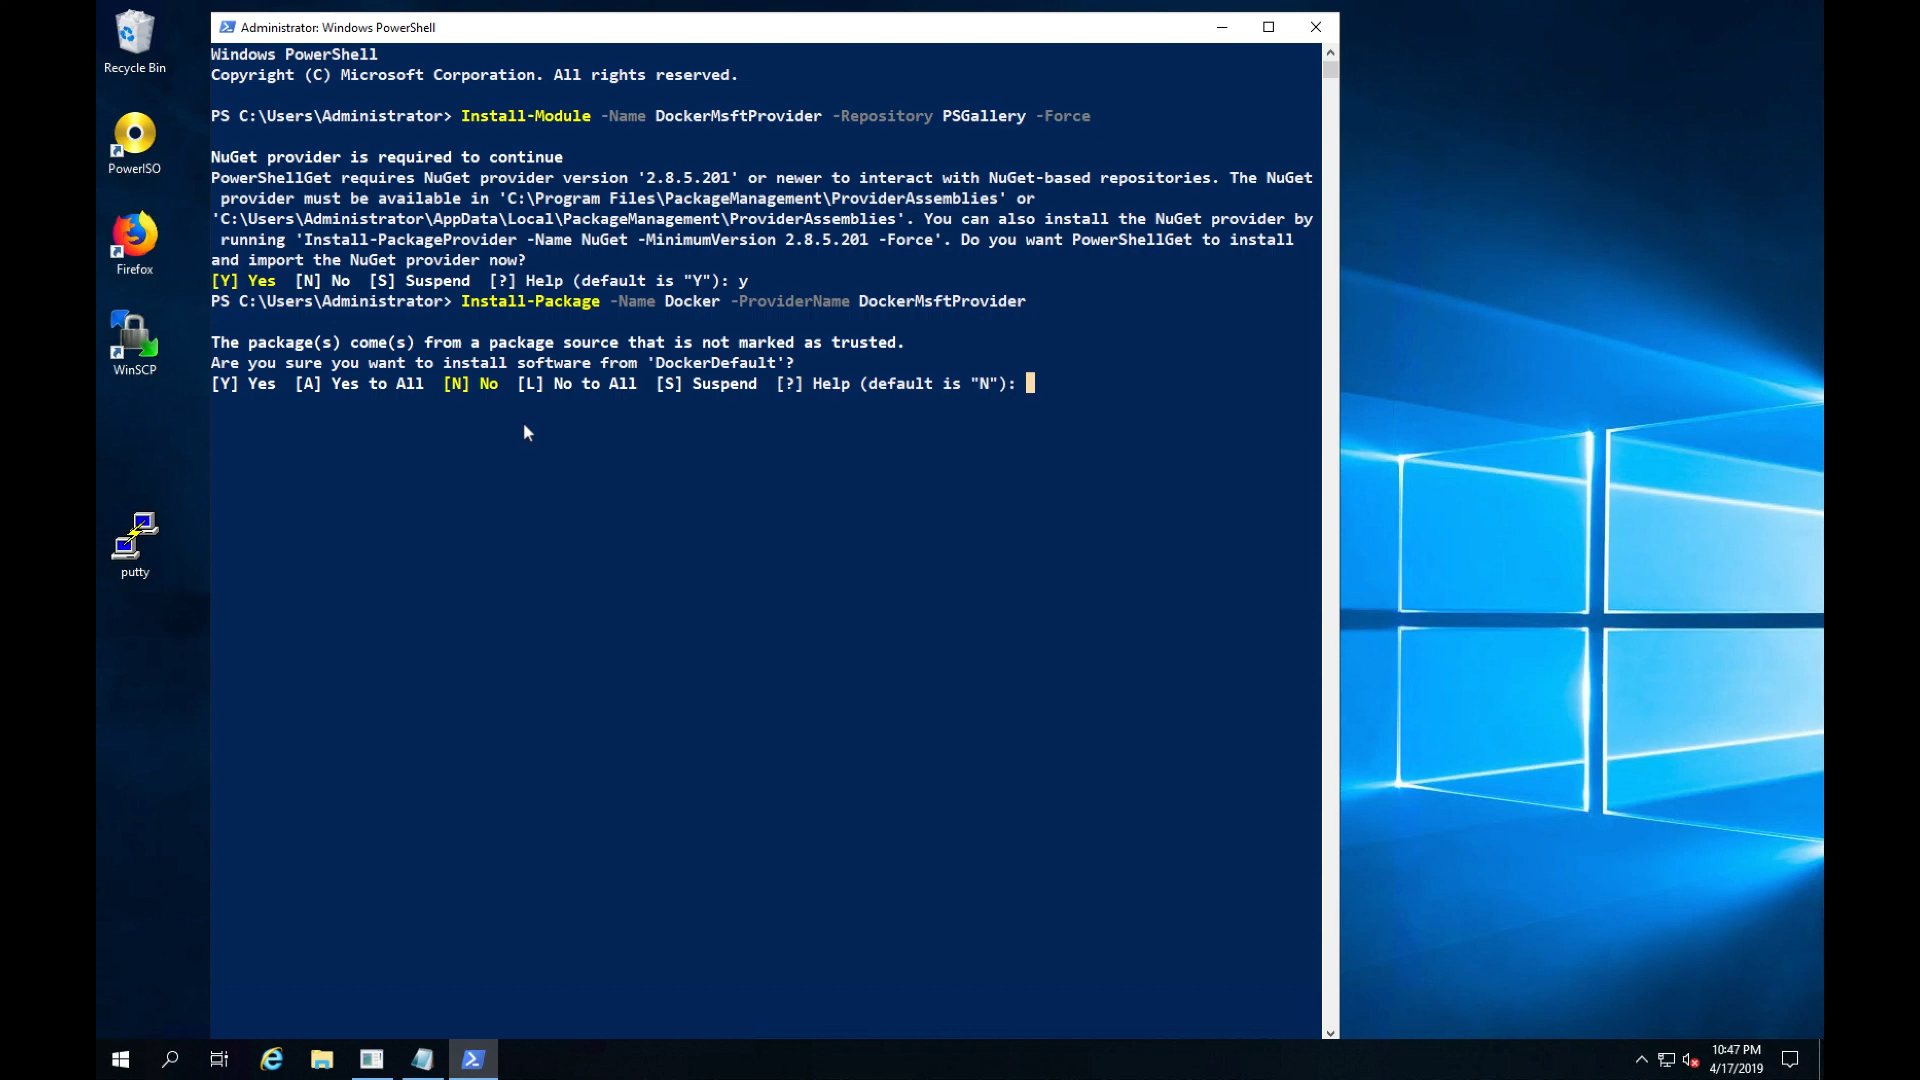 Administrator: Windows PowerShell
Windows PowerShell
Copyright (C) Microsoft Corporation. All rights reserved.
PS C:\Users\Administrator> Install-Module -Name DockerMsftProvider -Repository PSGallery -Force
NuGet provider is required to continue
PowerShellGet requires NuGet provider version '2.8.5.201' or newer to interact with NuGet-based repositories. The NuGet
provider must be available in 'C:\Program Files\PackageManagement\ProviderAssemblies' or
'C:\Users\Administrator\AppData\Local\PackageManagement\ProviderAssemblies'. You can also install the NuGet provider by
running 'Install-PackageProvider -Name NuGet -MinimumVersion 2.8.5.201 -Force'. Do you want PowerShellGet to install
and import the NuGet provider now?
[Y] Yes  [N] No  [S] Suspend  [?] Help (default is "Y"): y
PS C:\Users\Administrator> Install-Package -Name Docker -ProviderName DockerMsftProvider
The package(s) come(s) from a package source that is not marked as trusted.
Are you sure you want to install software from 'DockerDefault'?
[Y] Yes  [A] Yes to All  [N] No  [L] No to All  [S] Suspend  [?] Help (default is "N"):
Recycle Bin
PowerISO
Firefox
WinSCP
putty
10:47 PM
4/17/2019